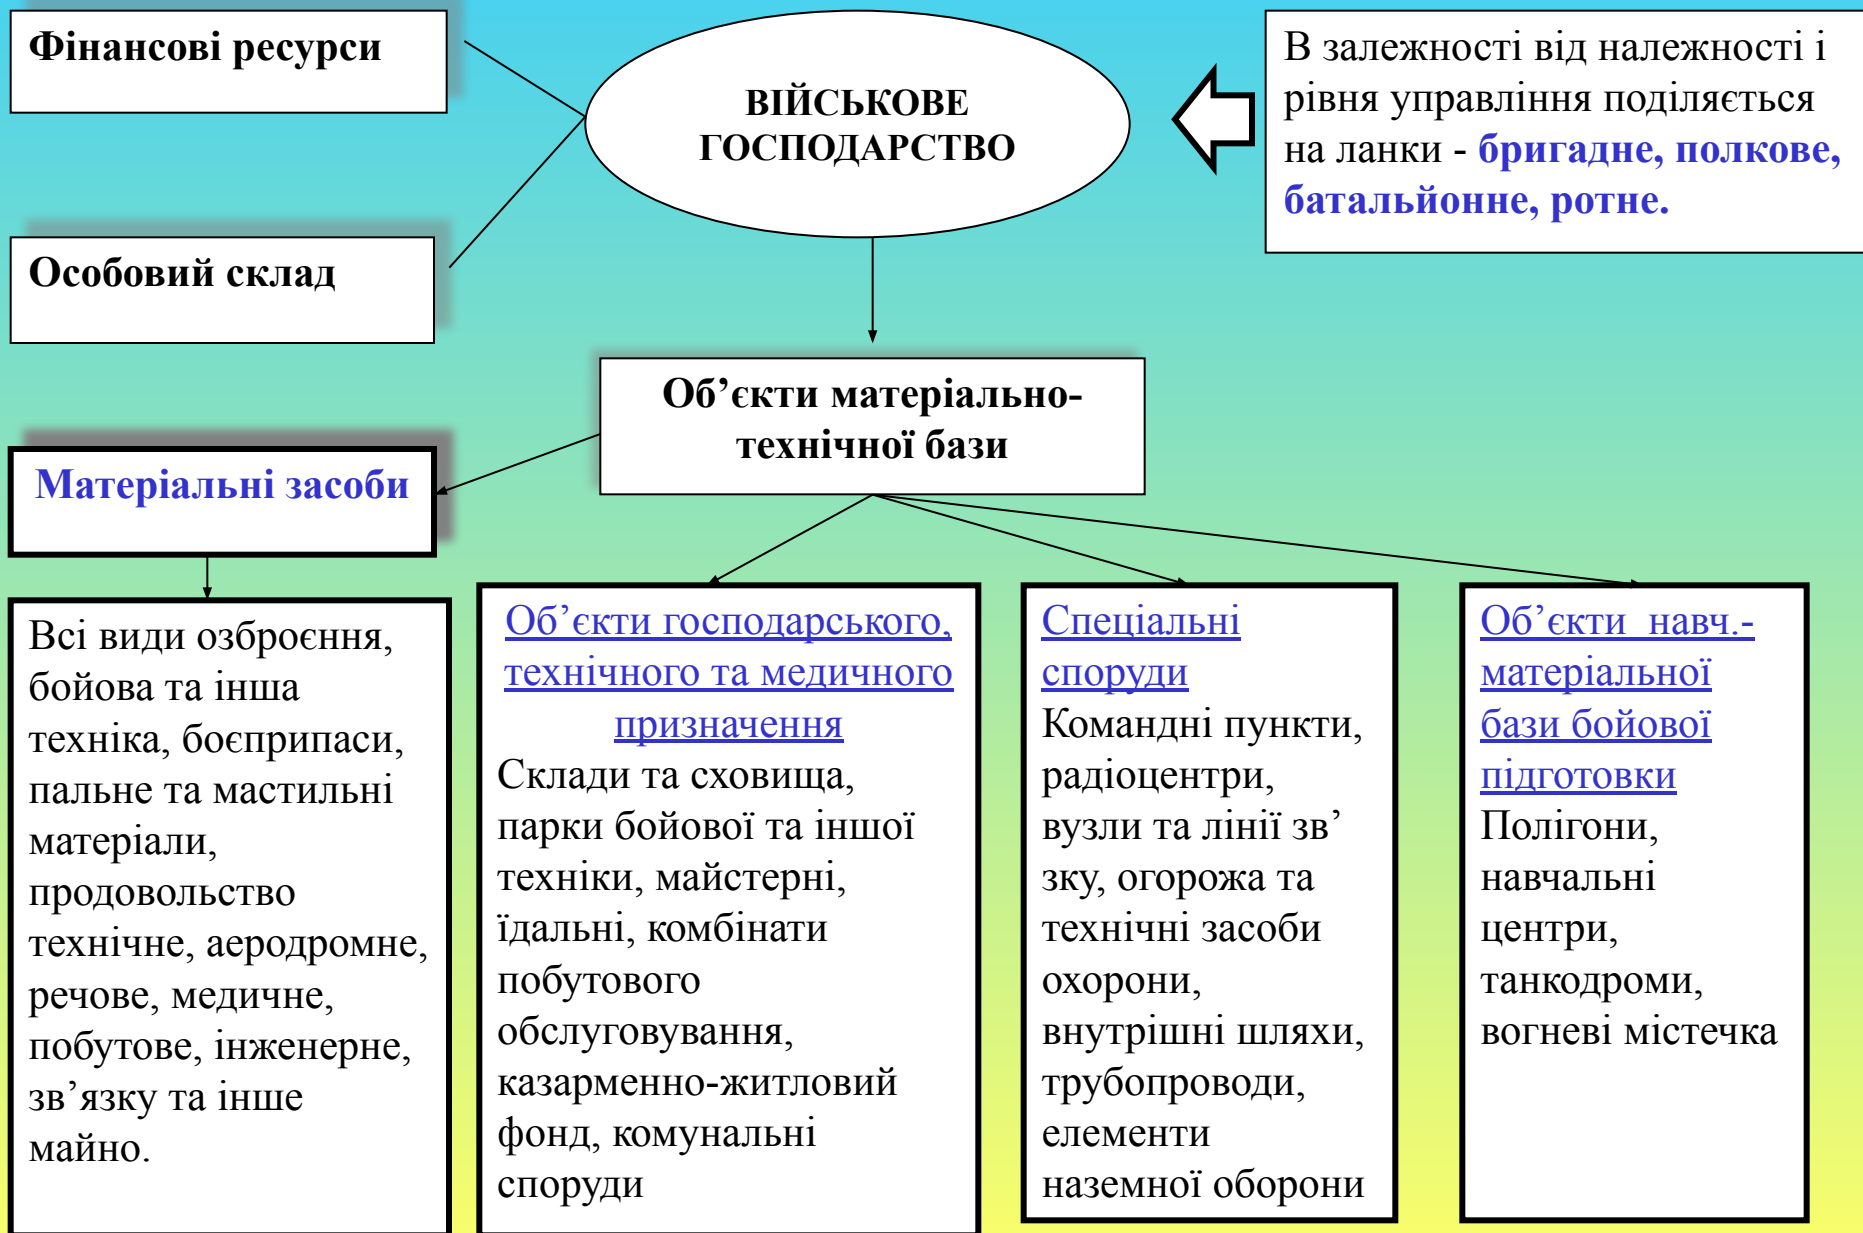 Фінансові ресурси
ВІЙСЬКОВЕ
ГОСПОДАРСТВО
В залежності від належності і
рівня управління поділяється
на ланки - бригадне, полкове,
батальйонне, ротне.
Особовий склад
Об’єкти матеріально-
технічної бази
Матеріальні засоби
Всі види озброєння,
бойова та інша
техніка, боєприпаси,
пальне та мастильні
матеріали,
продовольство
технічне, аеродромне,
речове, медичне,
побутове, інженерне,
зв’язку та інше
майно.
Об’єкти господарського,
технічного та медичного
призначення
Склади та сховища,
парки бойової та іншої
техніки, майстерні,
їдальні, комбінати
побутового
обслуговування,
казарменно-житловий
фонд, комунальні
споруди
Спеціальні
споруди
Командні пункти,
радіоцентри,
вузли та лінії зв’
зку, огорожа та
технічні засоби
охорони,
внутрішні шляхи,
трубопроводи,
елементи
наземної оборони
Об’єкти навч.-
матеріальної
бази бойової
підготовки
Полігони,
навчальні
центри,
танкодроми,
вогневі містечка